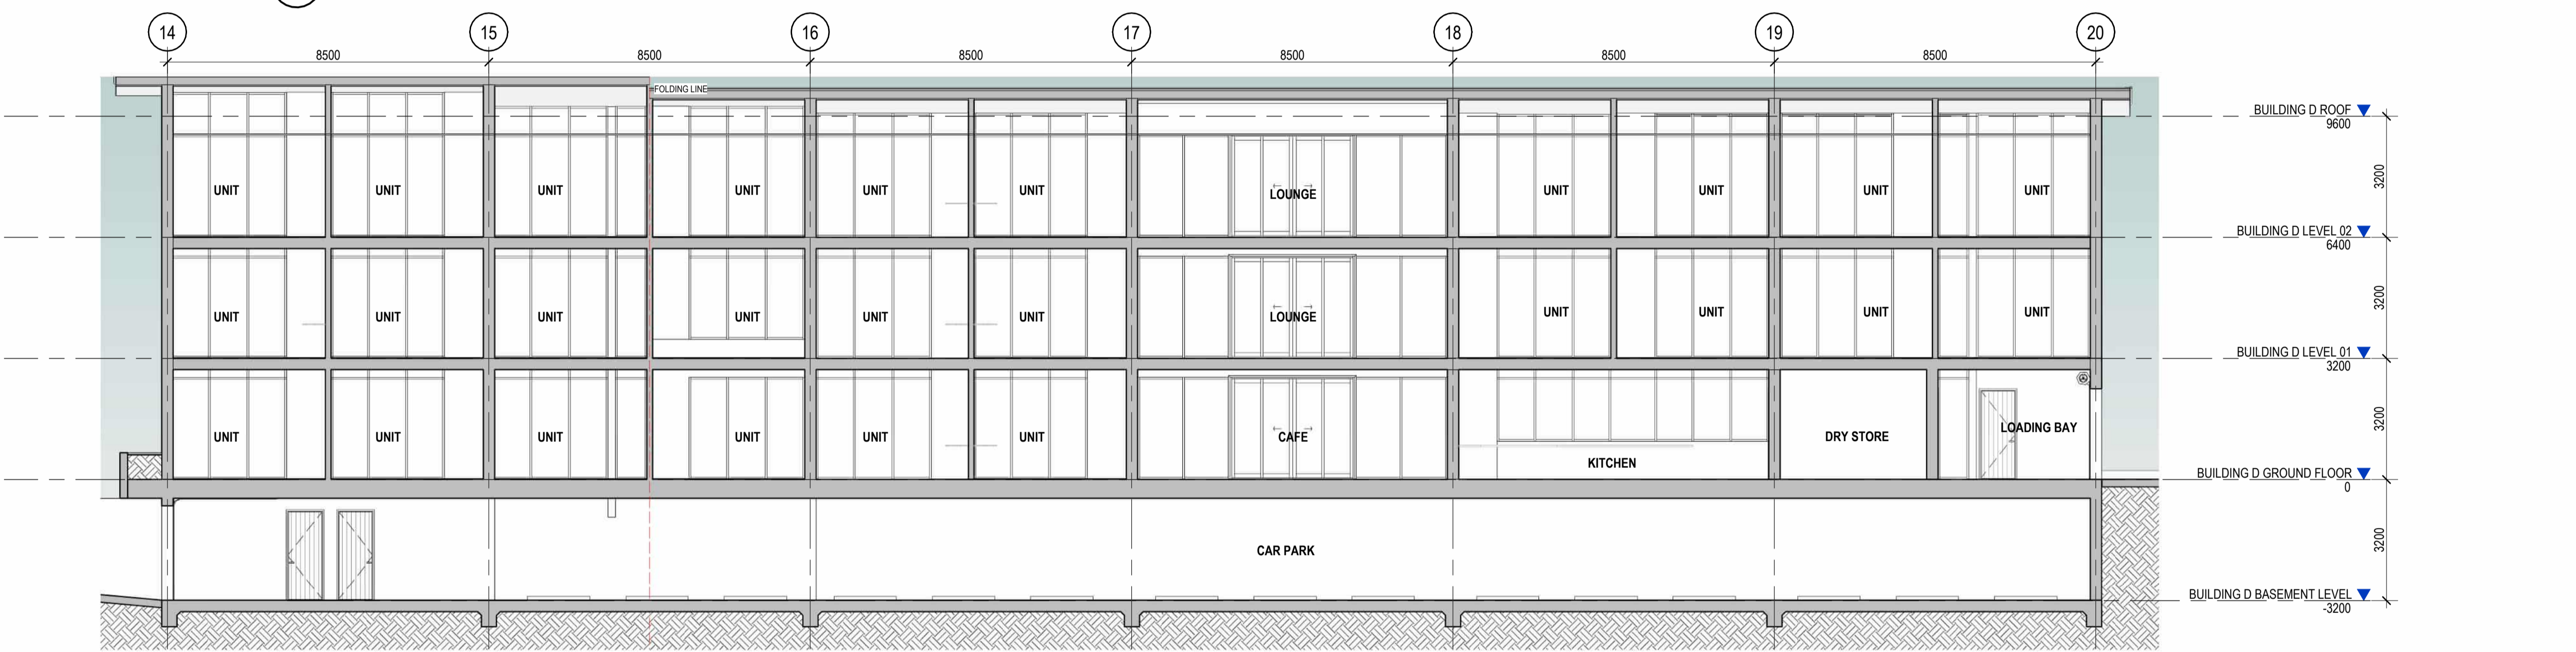 14
15
16
17
18
19
20
8500
8500
8500
8500
8500
8500
FOLDING LINE
BUILDING D ROOF
9600
3200
UNIT
UNIT
UNIT
UNIT
UNIT
UNIT
LOUNGE
UNIT
UNIT
UNIT
UNIT
BUILDING D LEVEL 02
6400
3200
UNIT
UNIT
UNIT
UNIT
UNIT
UNIT
LOUNGE
UNIT
UNIT
UNIT
UNIT
BUILDING D LEVEL 01
3200
3200
UNIT
UNIT
UNIT
UNIT
UNIT
UNIT
CAFE
KITCHEN
DRY STORE
LOADING BAY
BUILDING D GROUND FLOOR
0
3200
CAR PARK
BUILDING D BASEMENT LEVEL
-3200